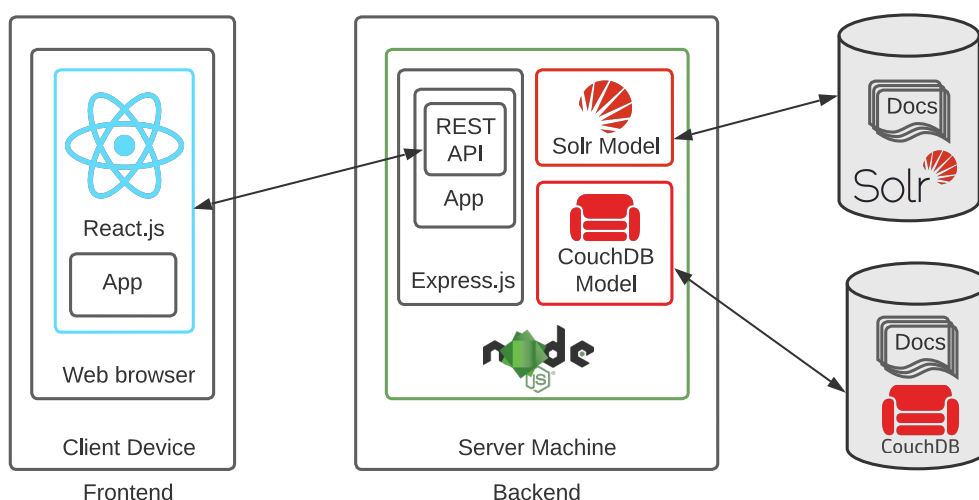 React.js
App
Web browser
Client Device
Frontend
REST
API
App
Express.js
Solr Model
CouchDB
Model
node
JS
®
Server Machine
Backend
Docs
Solr
Docs
CouchDB